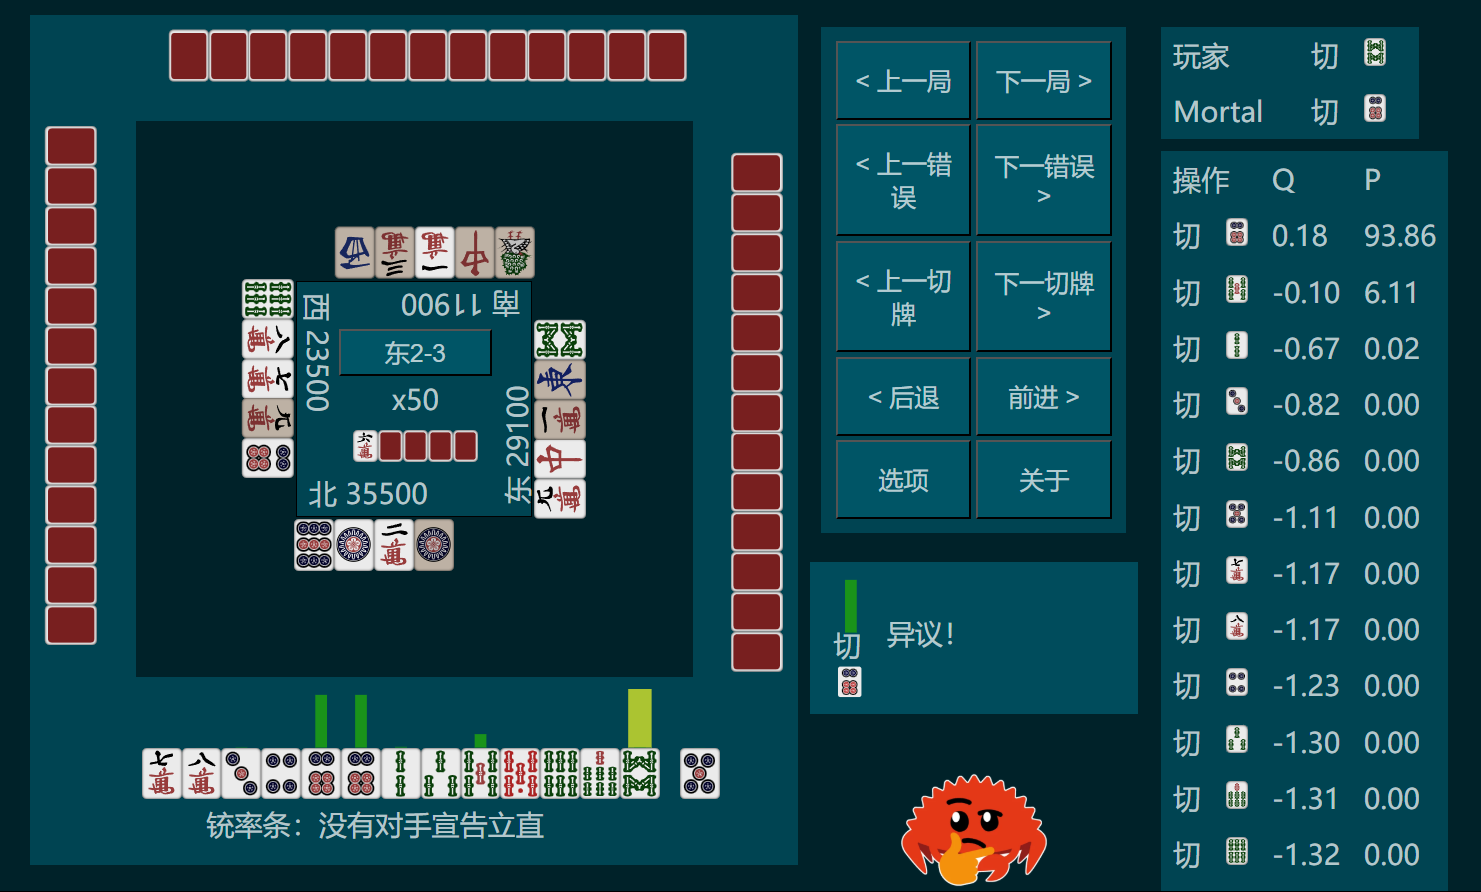 南 11900
西 23500
东2-3
x50
东 29100
北 35500
铳率条：没有对手宣告立直
< 上一局
下一局 >
< 上一错
误
下一错误
>
< 上一切
牌
下一切牌
>
< 后退
前进 >
选项
关于
切
异议！
玩家 切
Mortal 切
操作 Q P
切 0.18 93.86
切 -0.10 6.11
切 -0.67 0.02
切 -0.82 0.00
切 -0.86 0.00
切 -1.11 0.00
切 -1.17 0.00
切 -1.17 0.00
切 -1.23 0.00
切 -1.30 0.00
切 -1.31 0.00
切 -1.32 0.00